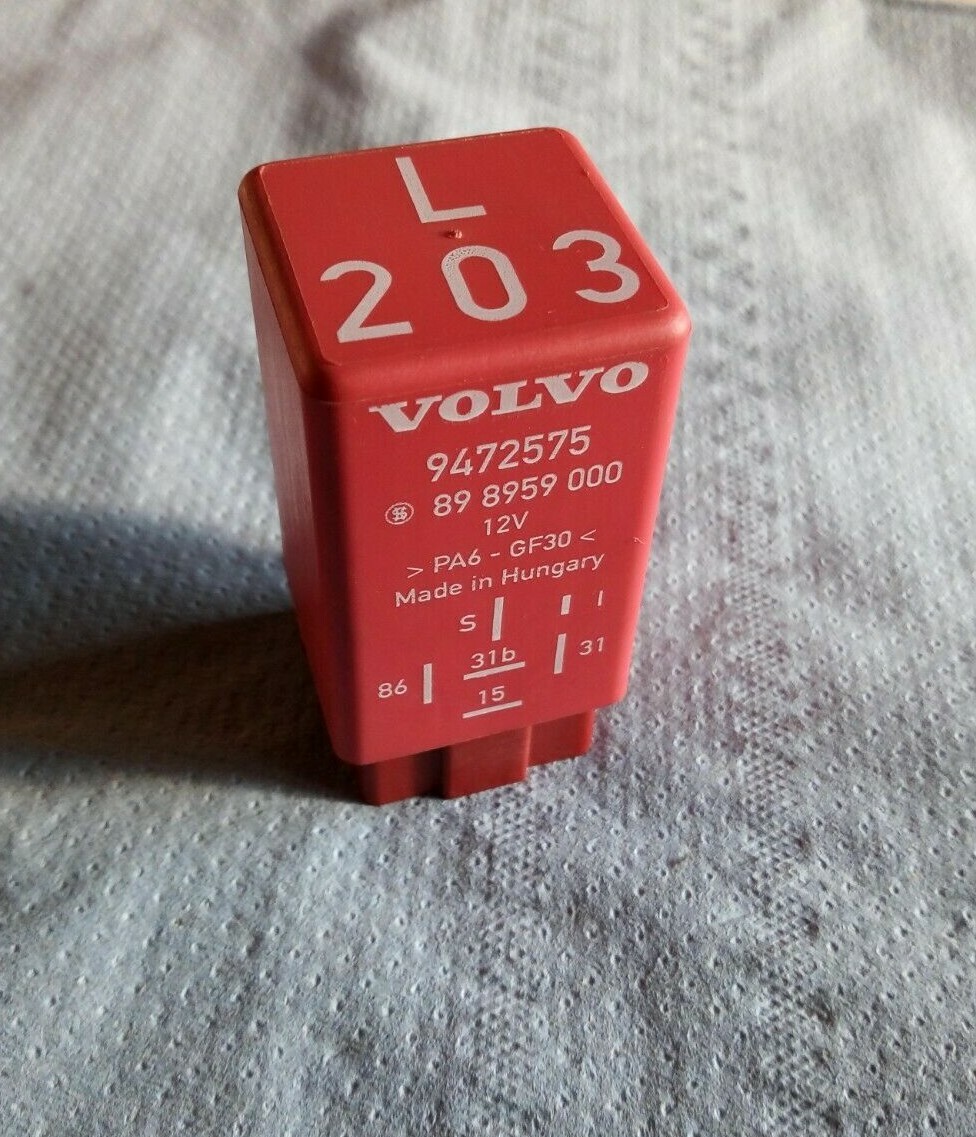 L
203
VOLVO
9472575
89 8959 000
12V
> PA6 - GF30 <
Made in Hungary
S I
31b 31
86 15